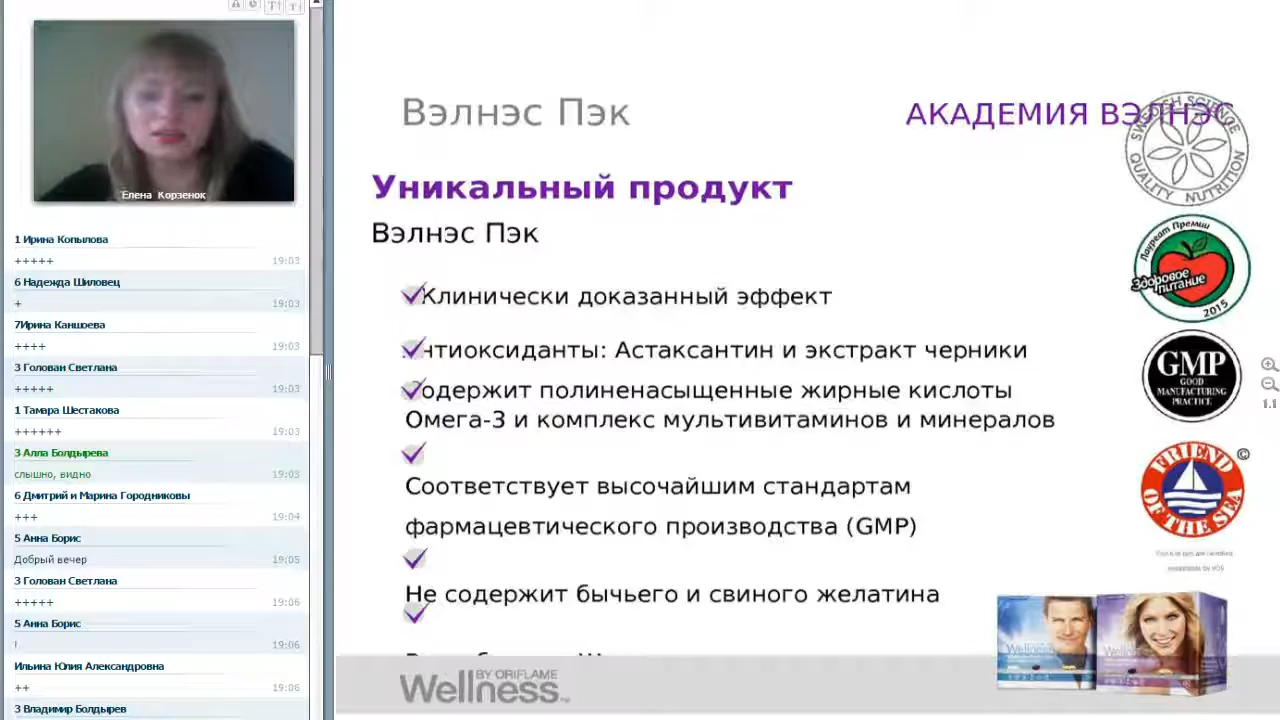 Елена Корзенок
1 Ирина Копылова
+++++
19:03
6 Надежда Шиловец
+
19:03
7Ирина Каншоева
++++
19:03
3 Голован Светлана
+++++
19:03
1 Тамара Шестакова
++++++
19:03
3 Алла Болдырева
слышно, видно
19:03
6 Дмитрий и Марина Городниковы
+++
19:04
5 Анна Борис
Добрый вечер
19:05
3 Голован Светлана
+++++
19:06
5 Анна Борис
!
19:06
Ильина Юлия Александровна
++
19:06
3 Владимир Болдырев
Вэлнэс Пэк
АКАДЕМИЯ ВЭЛНЭС
SWEDISH SCIENCE
QUALITY NUTRITION
Уникальный продукт
Вэлнэс Пэк
Клинически доказанный эффект
нтиоксиданты: Астаксантин и экстракт черники
одержит полиненасыщенные жирные кислоты
Омега-3 и комплекс мультивитаминов и минералов
Соответствует высочайшим стандартам
фармацевтического производства (GMP)
Не содержит бычьего и свиного желатина
Лауреат Премии
Здоровое
питание
2015
GMP
GOOD
MANUFACTURING
PRACTICE
FRIEND
OF THE SEA
©
1.1
Wellness
Wellness
BY ORIFLAME
Wellness